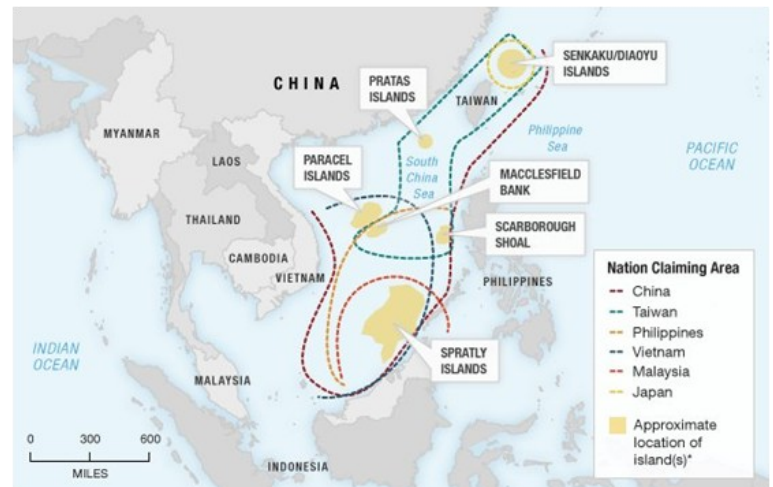 SENKAKU/DIAOYU
ISLANDS
CHINA
PRATAS
ISLANDS
TAIWAN
MYANMAR
Philippine
Sea
PACIFIC
OCEAN
LAOS
PARACEL
ISLANDS
South
China
Sea
MACCLESFIELD
BANK
THAILAND
SCARBOROUGH
SHOAL
CAMBODIA
VIETNAM
PHILIPPINES
Nation Claiming Area
China
Taiwan
Philippines
Vietnam
Malaysia
Japan
Approximate
location of
island(s)*
INDIAN
OCEAN
SPRATLY
ISLANDS
MALAYSIA
0 300 600
MILES
INDONESIA